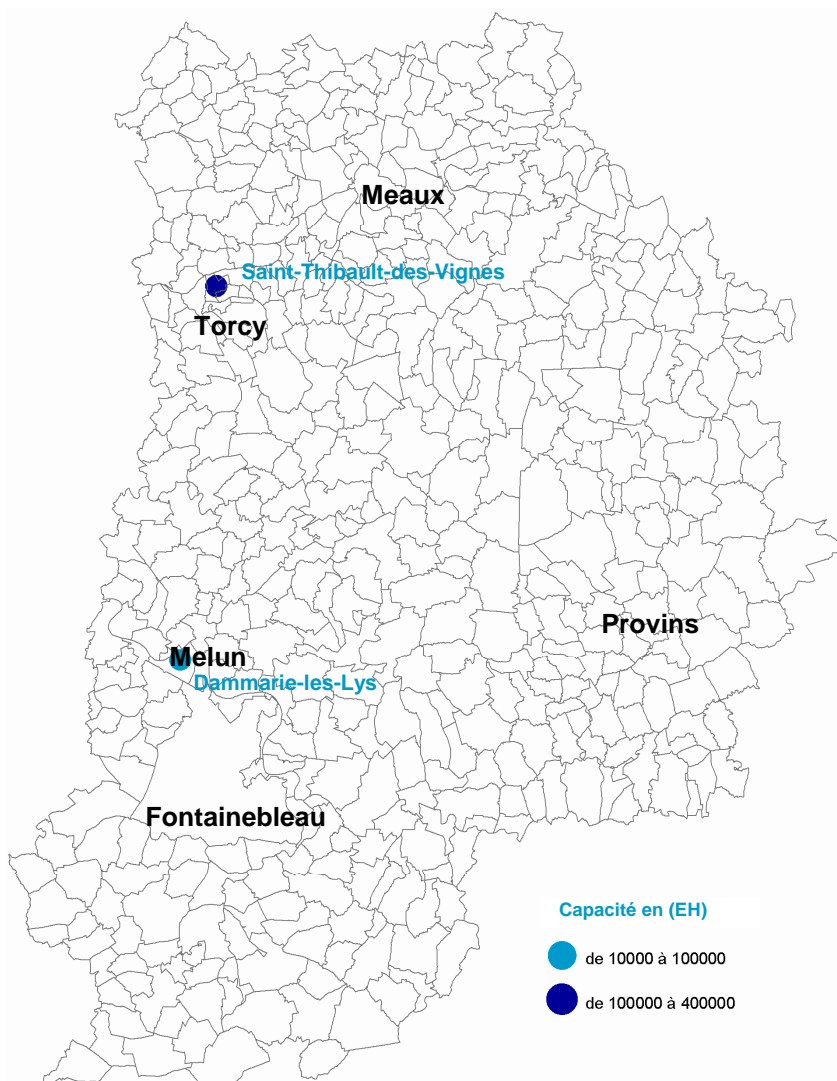 Meaux
Saint-Thibault-des-Vignes
Torcy
Provins
Melun
Dammarie-les-Lys
Fontainebleau
Capacité en (EH)
de 10000 à 100000
de 100000 à 400000